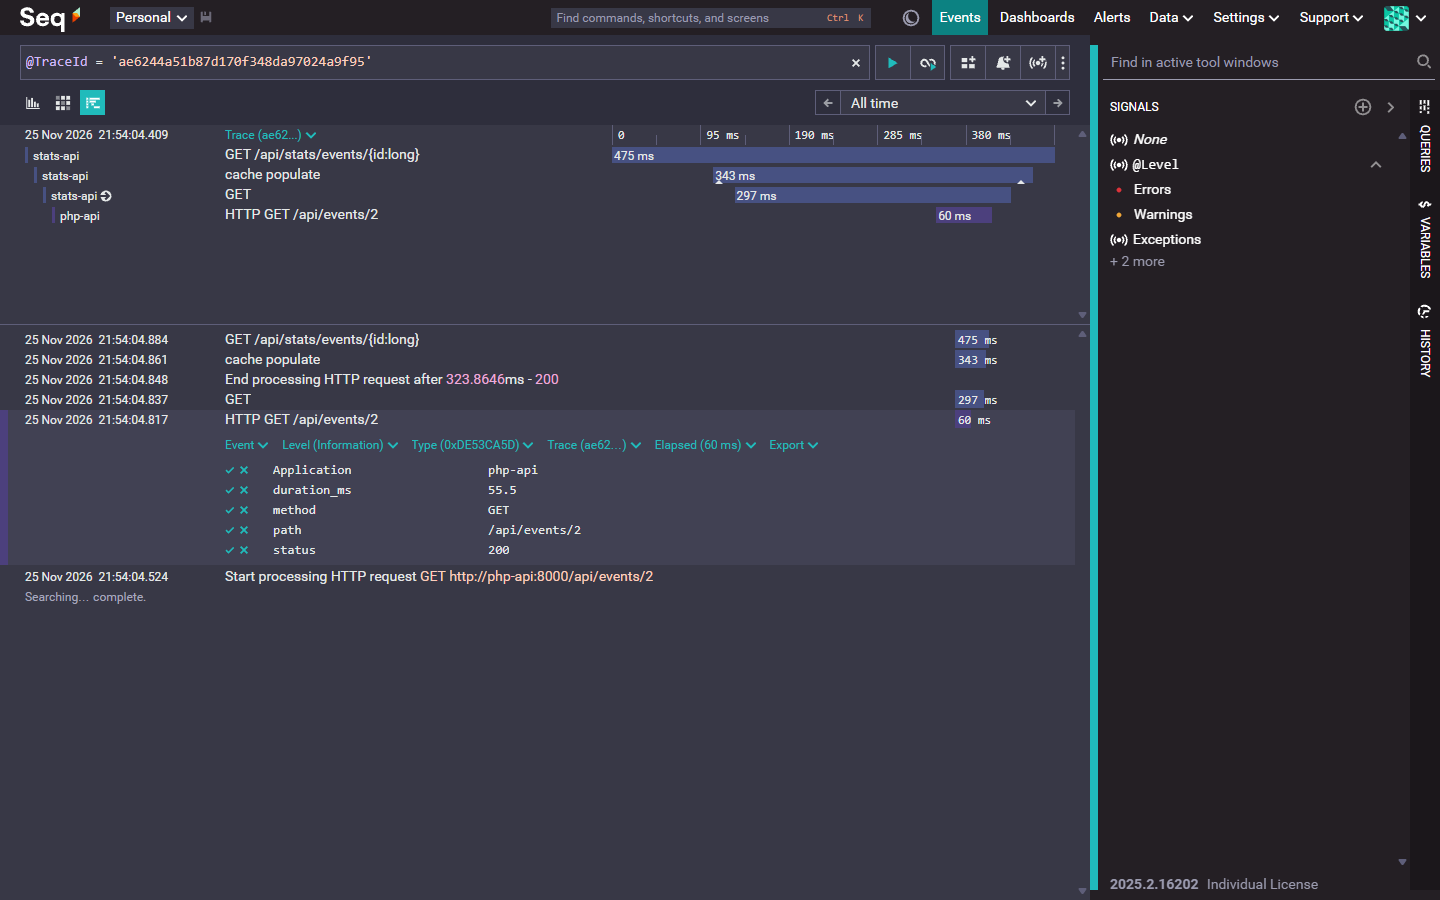 Seq
Personal
Find commands, shortcuts, and screens Ctrl K
Events Dashboards Alerts Data Settings Support
@TraceId = 'ae6244a51b87d170f348da97024a9f95'
All time
25 Nov 2026 21:54:04.409 Trace (ae62...) 0 95 ms 190 ms 285 ms 380 ms
stats-api GET /api/stats/events/{id:long} 475 ms
stats-api cache populate 343 ms
stats-api GET 297 ms
php-api HTTP GET /api/events/2 60 ms
25 Nov 2026 21:54:04.884 GET /api/stats/events/{id:long} 475 ms
25 Nov 2026 21:54:04.861 cache populate 343 ms
25 Nov 2026 21:54:04.848 End processing HTTP request after 323.8646ms - 200
25 Nov 2026 21:54:04.837 GET 297 ms
25 Nov 2026 21:54:04.817 HTTP GET /api/events/2 60 ms
Event Level (Information) Type (0xDE53CA5D) Trace (ae62...) Elapsed (60 ms) Export
Application php-api
duration_ms 55.5
method GET
path /api/events/2
status 200
25 Nov 2026 21:54:04.524 Start processing HTTP request GET http://php-api:8000/api/events/2
Searching... complete.
Find in active tool windows
SIGNALS
None
@Level
Errors
Warnings
Exceptions
+ 2 more
QUERIES
VARIABLES
HISTORY
2025.2.16202 Individual License